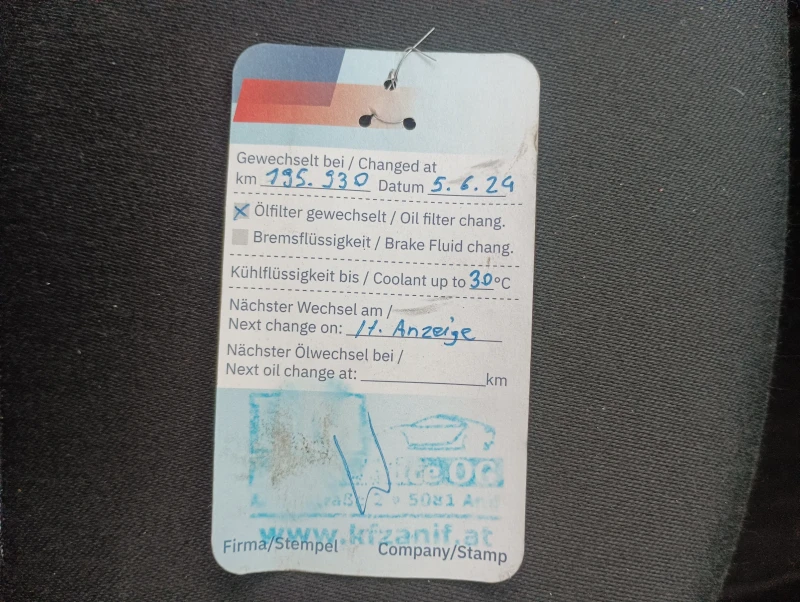 Gewechselt bei / Changed at
km 195.930 Datum 5.6.24
Ölfilter gewechselt / Oil filter chang.
Bremsflüssigkeit / Brake Fluid chang.
Kühlflüssigkeit bis / Coolant up to 30°C
Nächster Wechsel am /
Next change on: lt. Anzeige
Nächster Ölwechsel bei /
Next oil change at: km
OG
5081
www.kfzanif.at
Firma/Stempel Company/Stamp